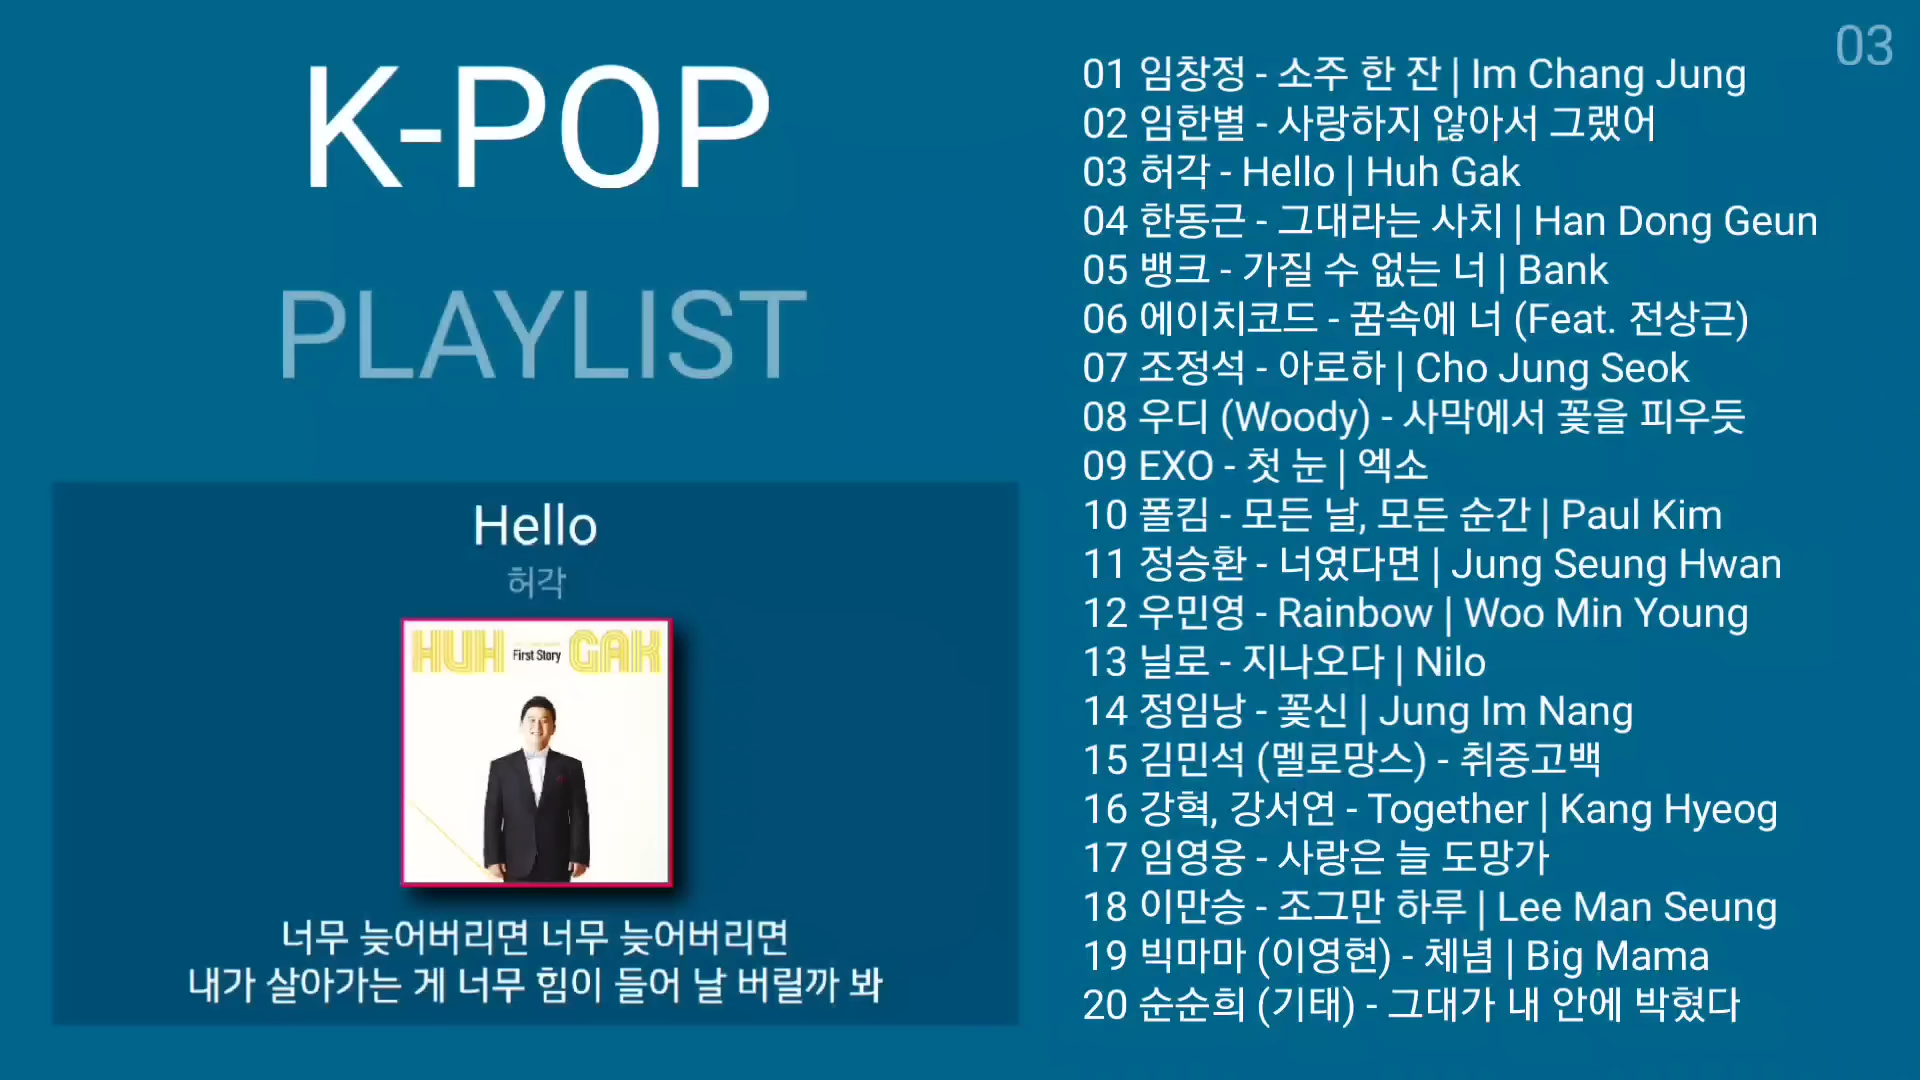 K-POP
PLAYLIST
Hello
허각
HUH First Story GAK
너무 늦어버리면 너무 늦어버리면
내가 살아가는 게 너무 힘이 들어 날 버릴까 봐
03
01 임창정 - 소주 한 잔 | Im Chang Jung
02 임한별 - 사랑하지 않아서 그랬어
03 허각 - Hello | Huh Gak
04 한동근 - 그대라는 사치 | Han Dong Geun
05 뱅크 - 가질 수 없는 너 | Bank
06 에이치코드 - 꿈속에 너 (Feat. 전상근)
07 조정석 - 아로하 | Cho Jung Seok
08 우디 (Woody) - 사막에서 꽃을 피우듯
09 EXO - 첫 눈 | 엑소
10 폴킴 - 모든 날, 모든 순간 | Paul Kim
11 정승환 - 너였다면 | Jung Seung Hwan
12 우민영 - Rainbow | Woo Min Young
13 닐로 - 지나오다 | Nilo
14 정임낭 - 꽃신 | Jung Im Nang
15 김민석 (멜로망스) - 취중고백
16 강혁, 강서연 - Together | Kang Hyeog
17 임영웅 - 사랑은 늘 도망가
18 이만승 - 조그만 하루 | Lee Man Seung
19 빅마마 (이영현) - 체념 | Big Mama
20 순순희 (기태) - 그대가 내 안에 박혔다